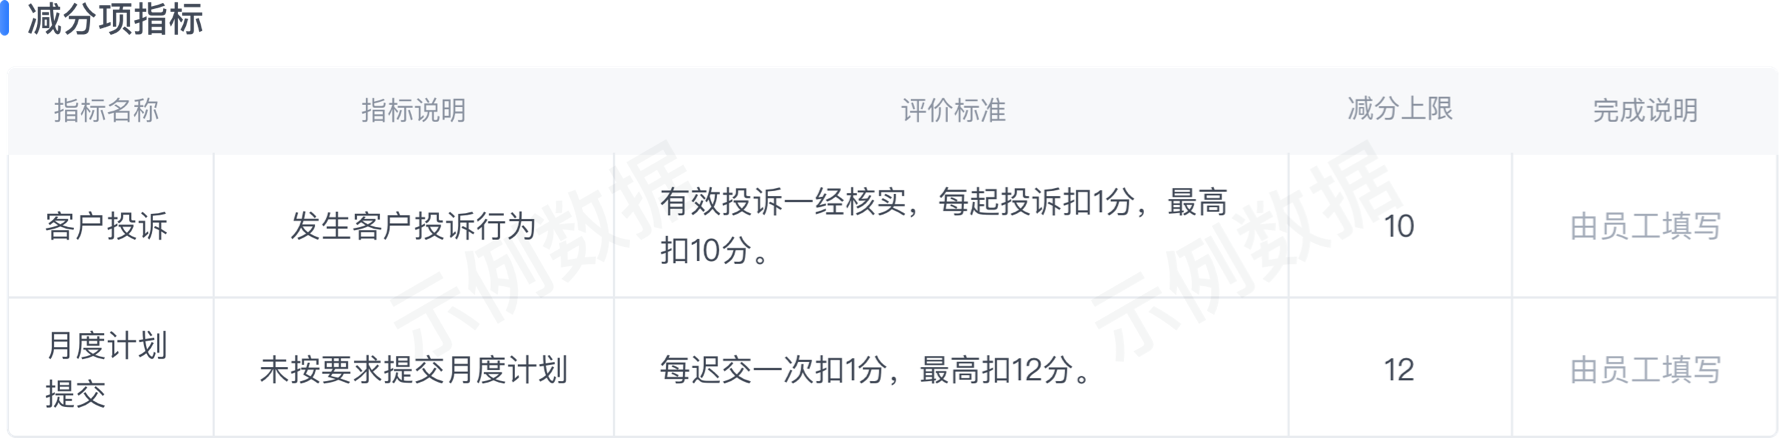 减分项指标
指标名称 指标说明 评价标准 减分上限 完成说明
客户投诉 发生客户投诉行为 有效投诉一经核实，每起投诉扣1分，最高
扣10分。 10 由员工填写
月度计划
提交 未按要求提交月度计划 每迟交一次扣1分，最高扣12分。 12 由员工填写
示例数据
示例数据